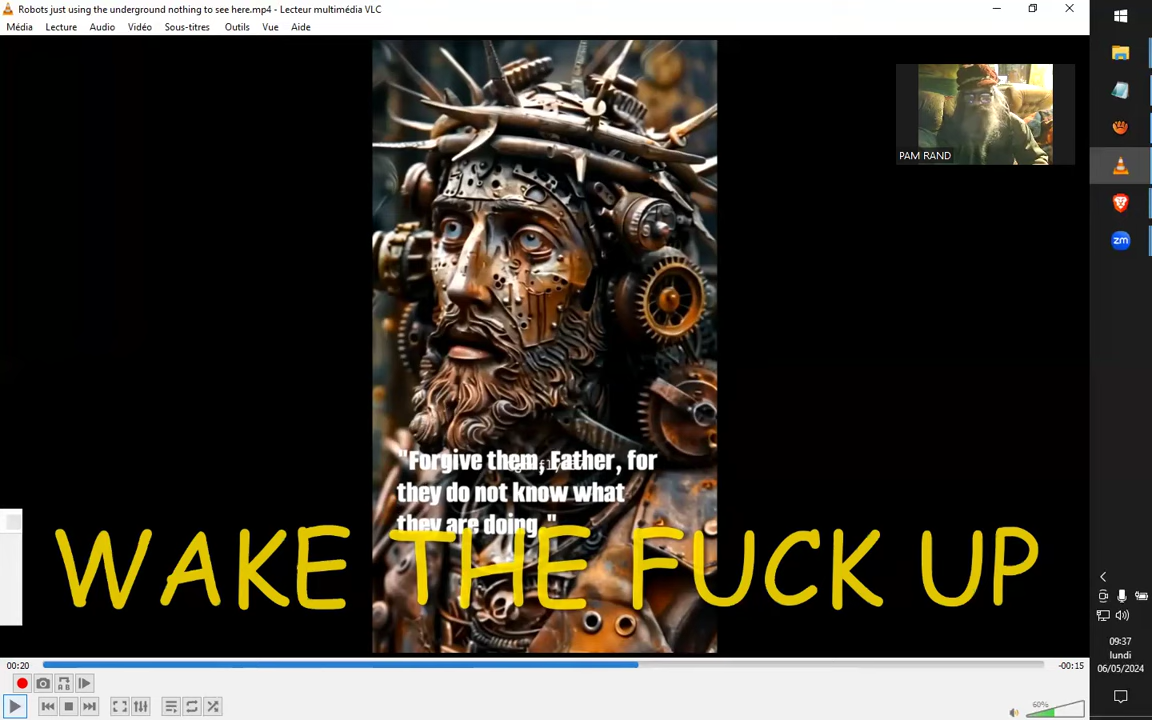 Robots just using the underground nothing to see here.mp4 - Lecteur multimédia VLC
Média Lecture Audio Vidéo Sous-titres Outils Vue Aide
PAM RAND
zm
"Forgive them, Father, for
they do not know what
they are doing."
WAKE THE FUCK UP
00:20
-00:15
60%
09:37
lundi
06/05/2024